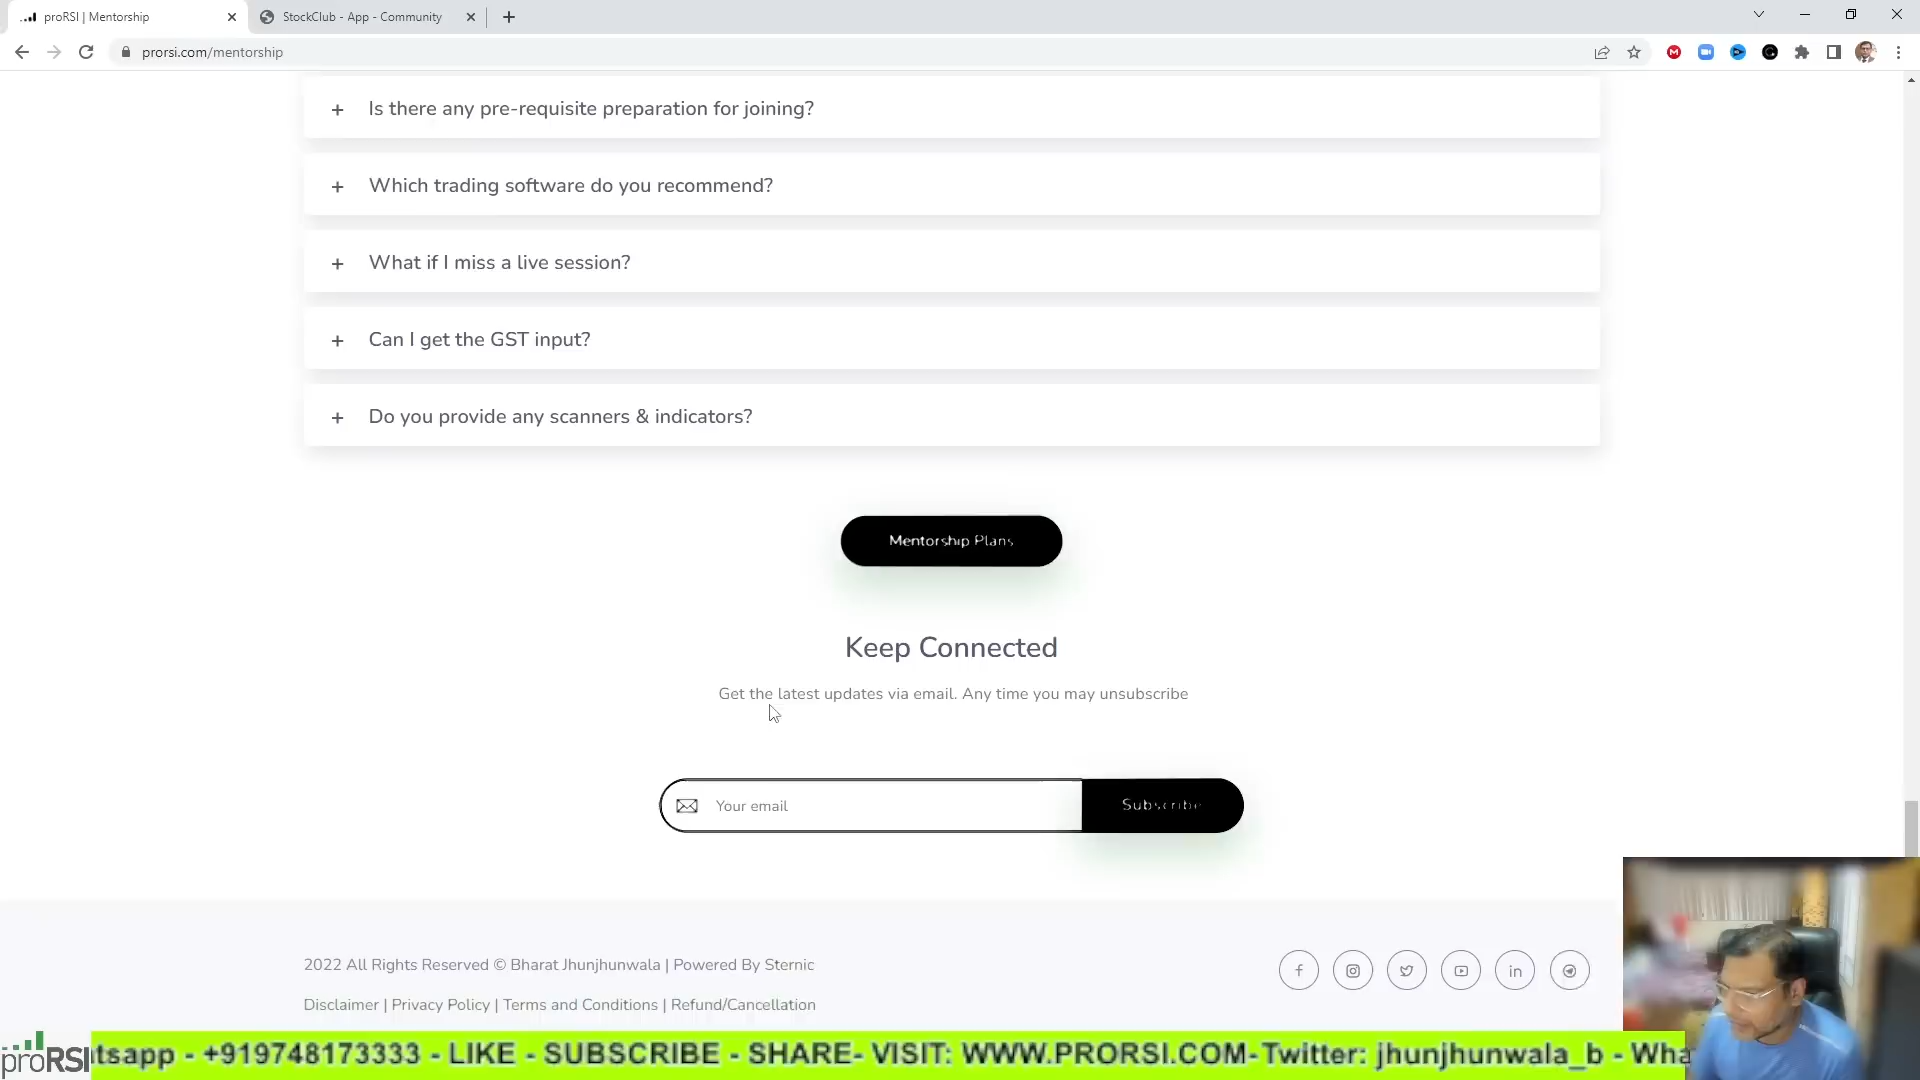 proRSI | Mentorship
StockClub - App - Community
prorsi.com/mentorship
Is there any pre-requisite preparation for joining?
Which trading software do you recommend?
What if I miss a live session?
Can I get the GST input?
Do you provide any scanners & indicators?
Mentorship Plans
Keep Connected
Get the latest updates via email. Any time you may unsubscribe
Your email
Subscribe
2022 All Rights Reserved © Bharat Jhunjhunwala | Powered By Sternic
Disclaimer | Privacy Policy | Terms and Conditions | Refund/Cancellation
proRSI
tsapp - +919748173333 - LIKE - SUBSCRIBE - SHARE- VISIT: WWW.PRORSI.COM-Twitter: jhunjhunwala_b - Wha